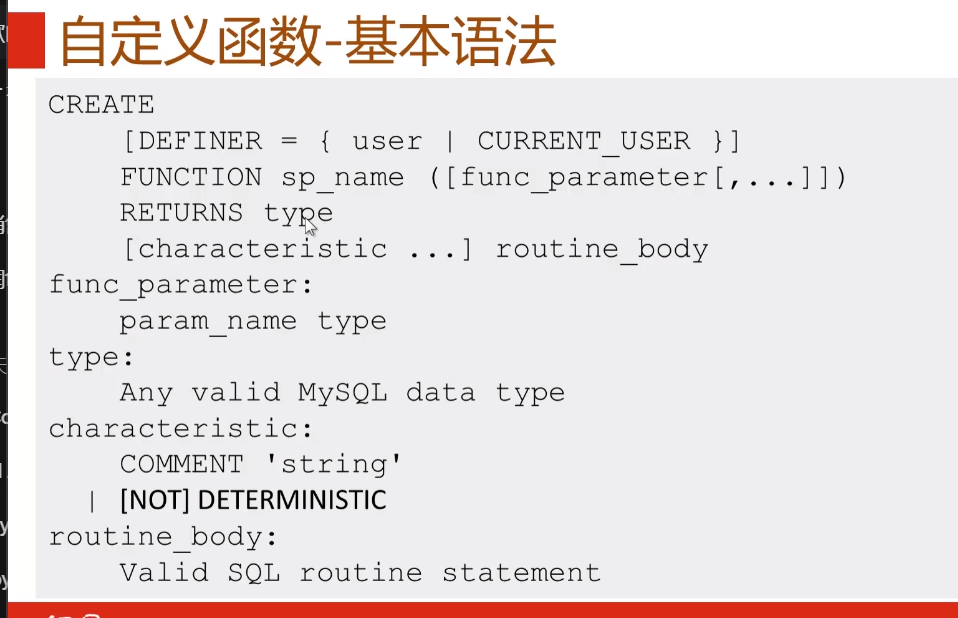 自定义函数-基本语法
CREATE
[DEFINER = { user | CURRENT_USER }]
FUNCTION sp_name ([func_parameter[,...]])
RETURNS type
[characteristic ...] routine_body
func_parameter:
param_name type
type:
Any valid MySQL data type
characteristic:
COMMENT 'string'
| [NOT] DETERMINISTIC
routine_body:
Valid SQL routine statement